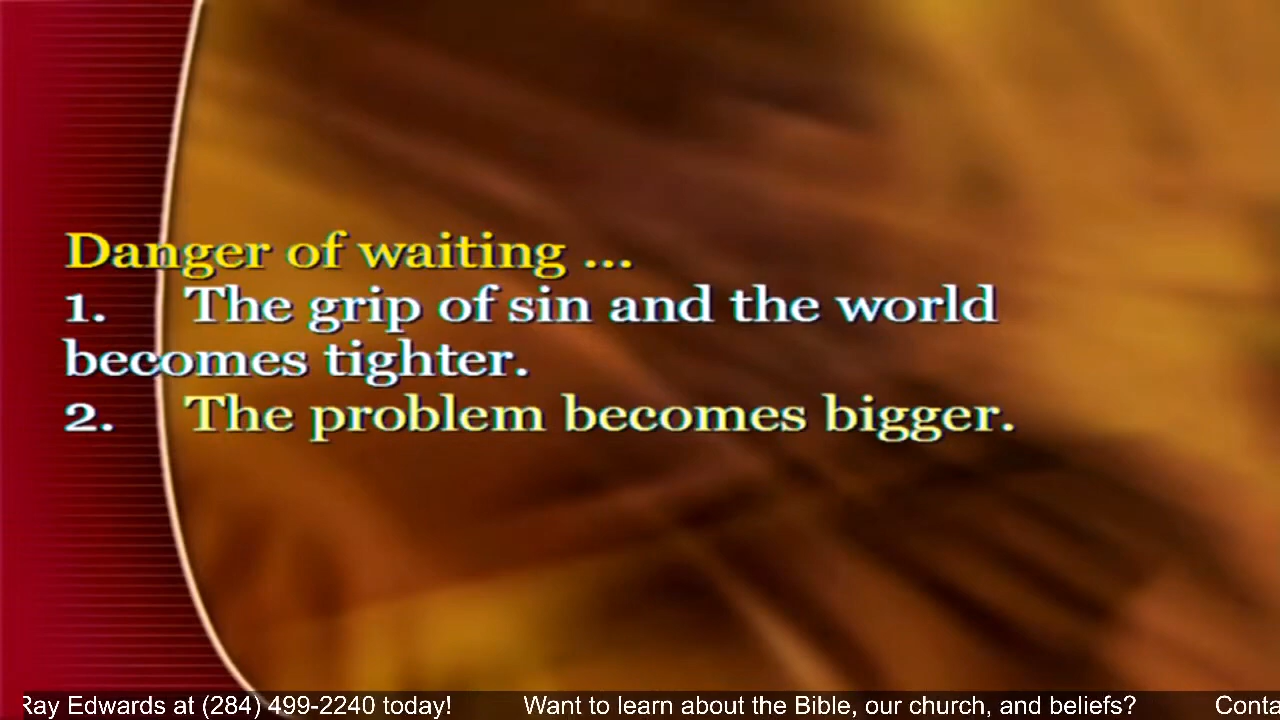 Danger of waiting ...
1. The grip of sin and the world
becomes tighter.
2. The problem becomes bigger.
Ray Edwards at (284) 499-2240 today! Want to learn about the Bible, our church, and beliefs?